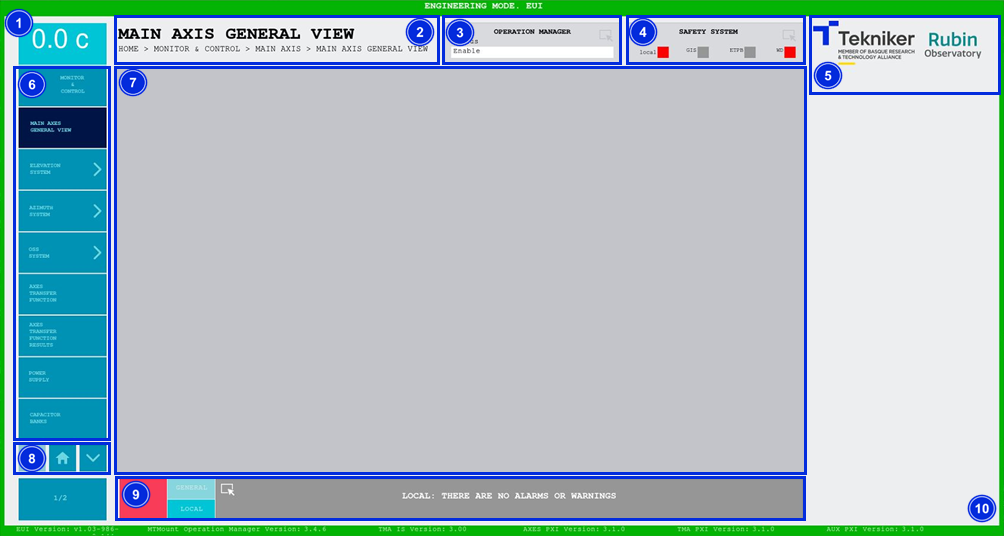 ENGINEERING MODE. EUI
1
0.0 c
MAIN AXIS GENERAL VIEW
HOME > MONITOR & CONTROL > MAIN AXIS > MAIN AXIS GENERAL VIEW
2
3
OPERATION MANAGER
Enable
4
SAFETY SYSTEM
local
GIS
ETPB
WD
Tekniker
MEMBER OF BASQUE RESEARCH
& TECHNOLOGY ALLIANCE
Rubin
Observatory
5
6
MONITOR
&
CONTROL
7
MAIN AXES
GENERAL VIEW
ELEVATION
SYSTEM
AZIMUTH
SYSTEM
OSS
SYSTEM
AXES
TRANSFER
FUNCTION
AXES
TRANSFER
FUNCTION
RESULTS
POWER
SUPPLY
CAPACITOR
BANKS
8
1/2
9
GENERAL
LOCAL
LOCAL: THERE ARE NO ALARMS OR WARNINGS
10
EUI Version: v1.03-986-
MTMount Operation Manager Version: 3.4.6
TMA IS Version: 3.00
AXES PXI Version: 3.1.0
TMA PXI Version: 3.1.0
AUX PXI Version: 3.1.0